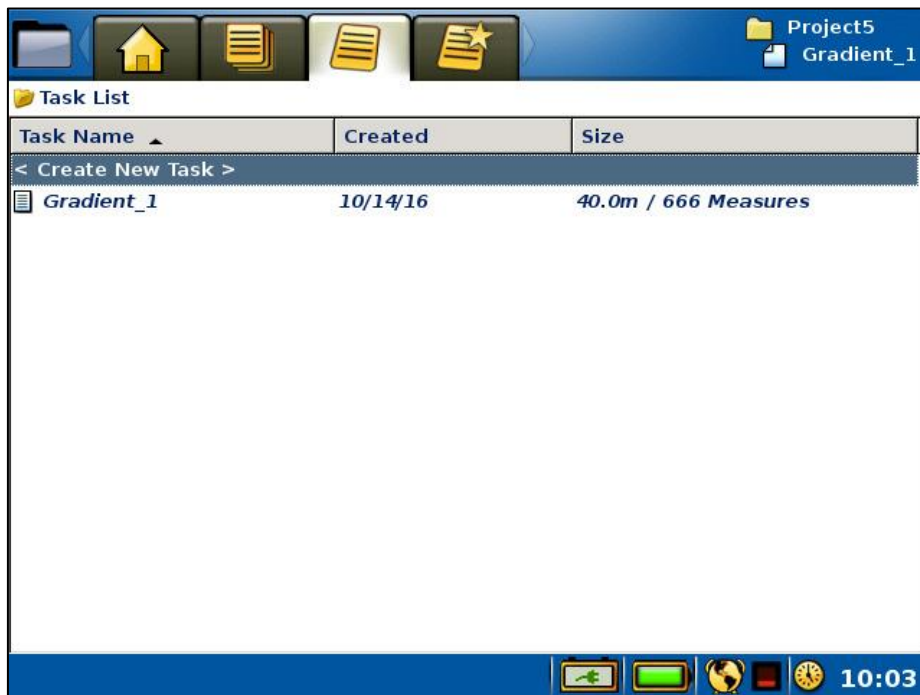 Project5
Gradient_1
Task List
Task Name Created Size
< Create New Task >
Gradient_1 10/14/16 40.0m / 666 Measures
10:03